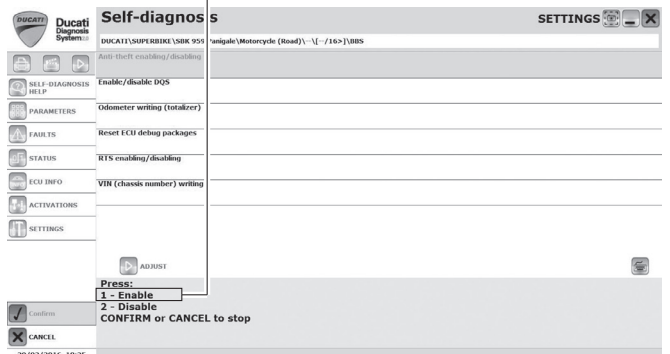 DUCATI
Ducati
Diagnosis
System2.0
Self-diagnosis
SETTINGS
DUCATI\SUPERBIKE\SBK 959 Panigale\Motorcycle (Road)\--\[--/16>]\BBS
Anti-theft enabling/disabling
SELF-DIAGNOSIS
HELP
Enable/disable DQS
PARAMETERS
Odometer writing (totalizer)
FAULTS
Reset ECU debug packages
STATUS
RTS enabling/disabling
ECU INFO
VIN (chassis number) writing
ACTIVATIONS
SETTINGS
ADJUST
Press:
1 - Enable
2 - Disable
CONFIRM or CANCEL to stop
Confirm
CANCEL